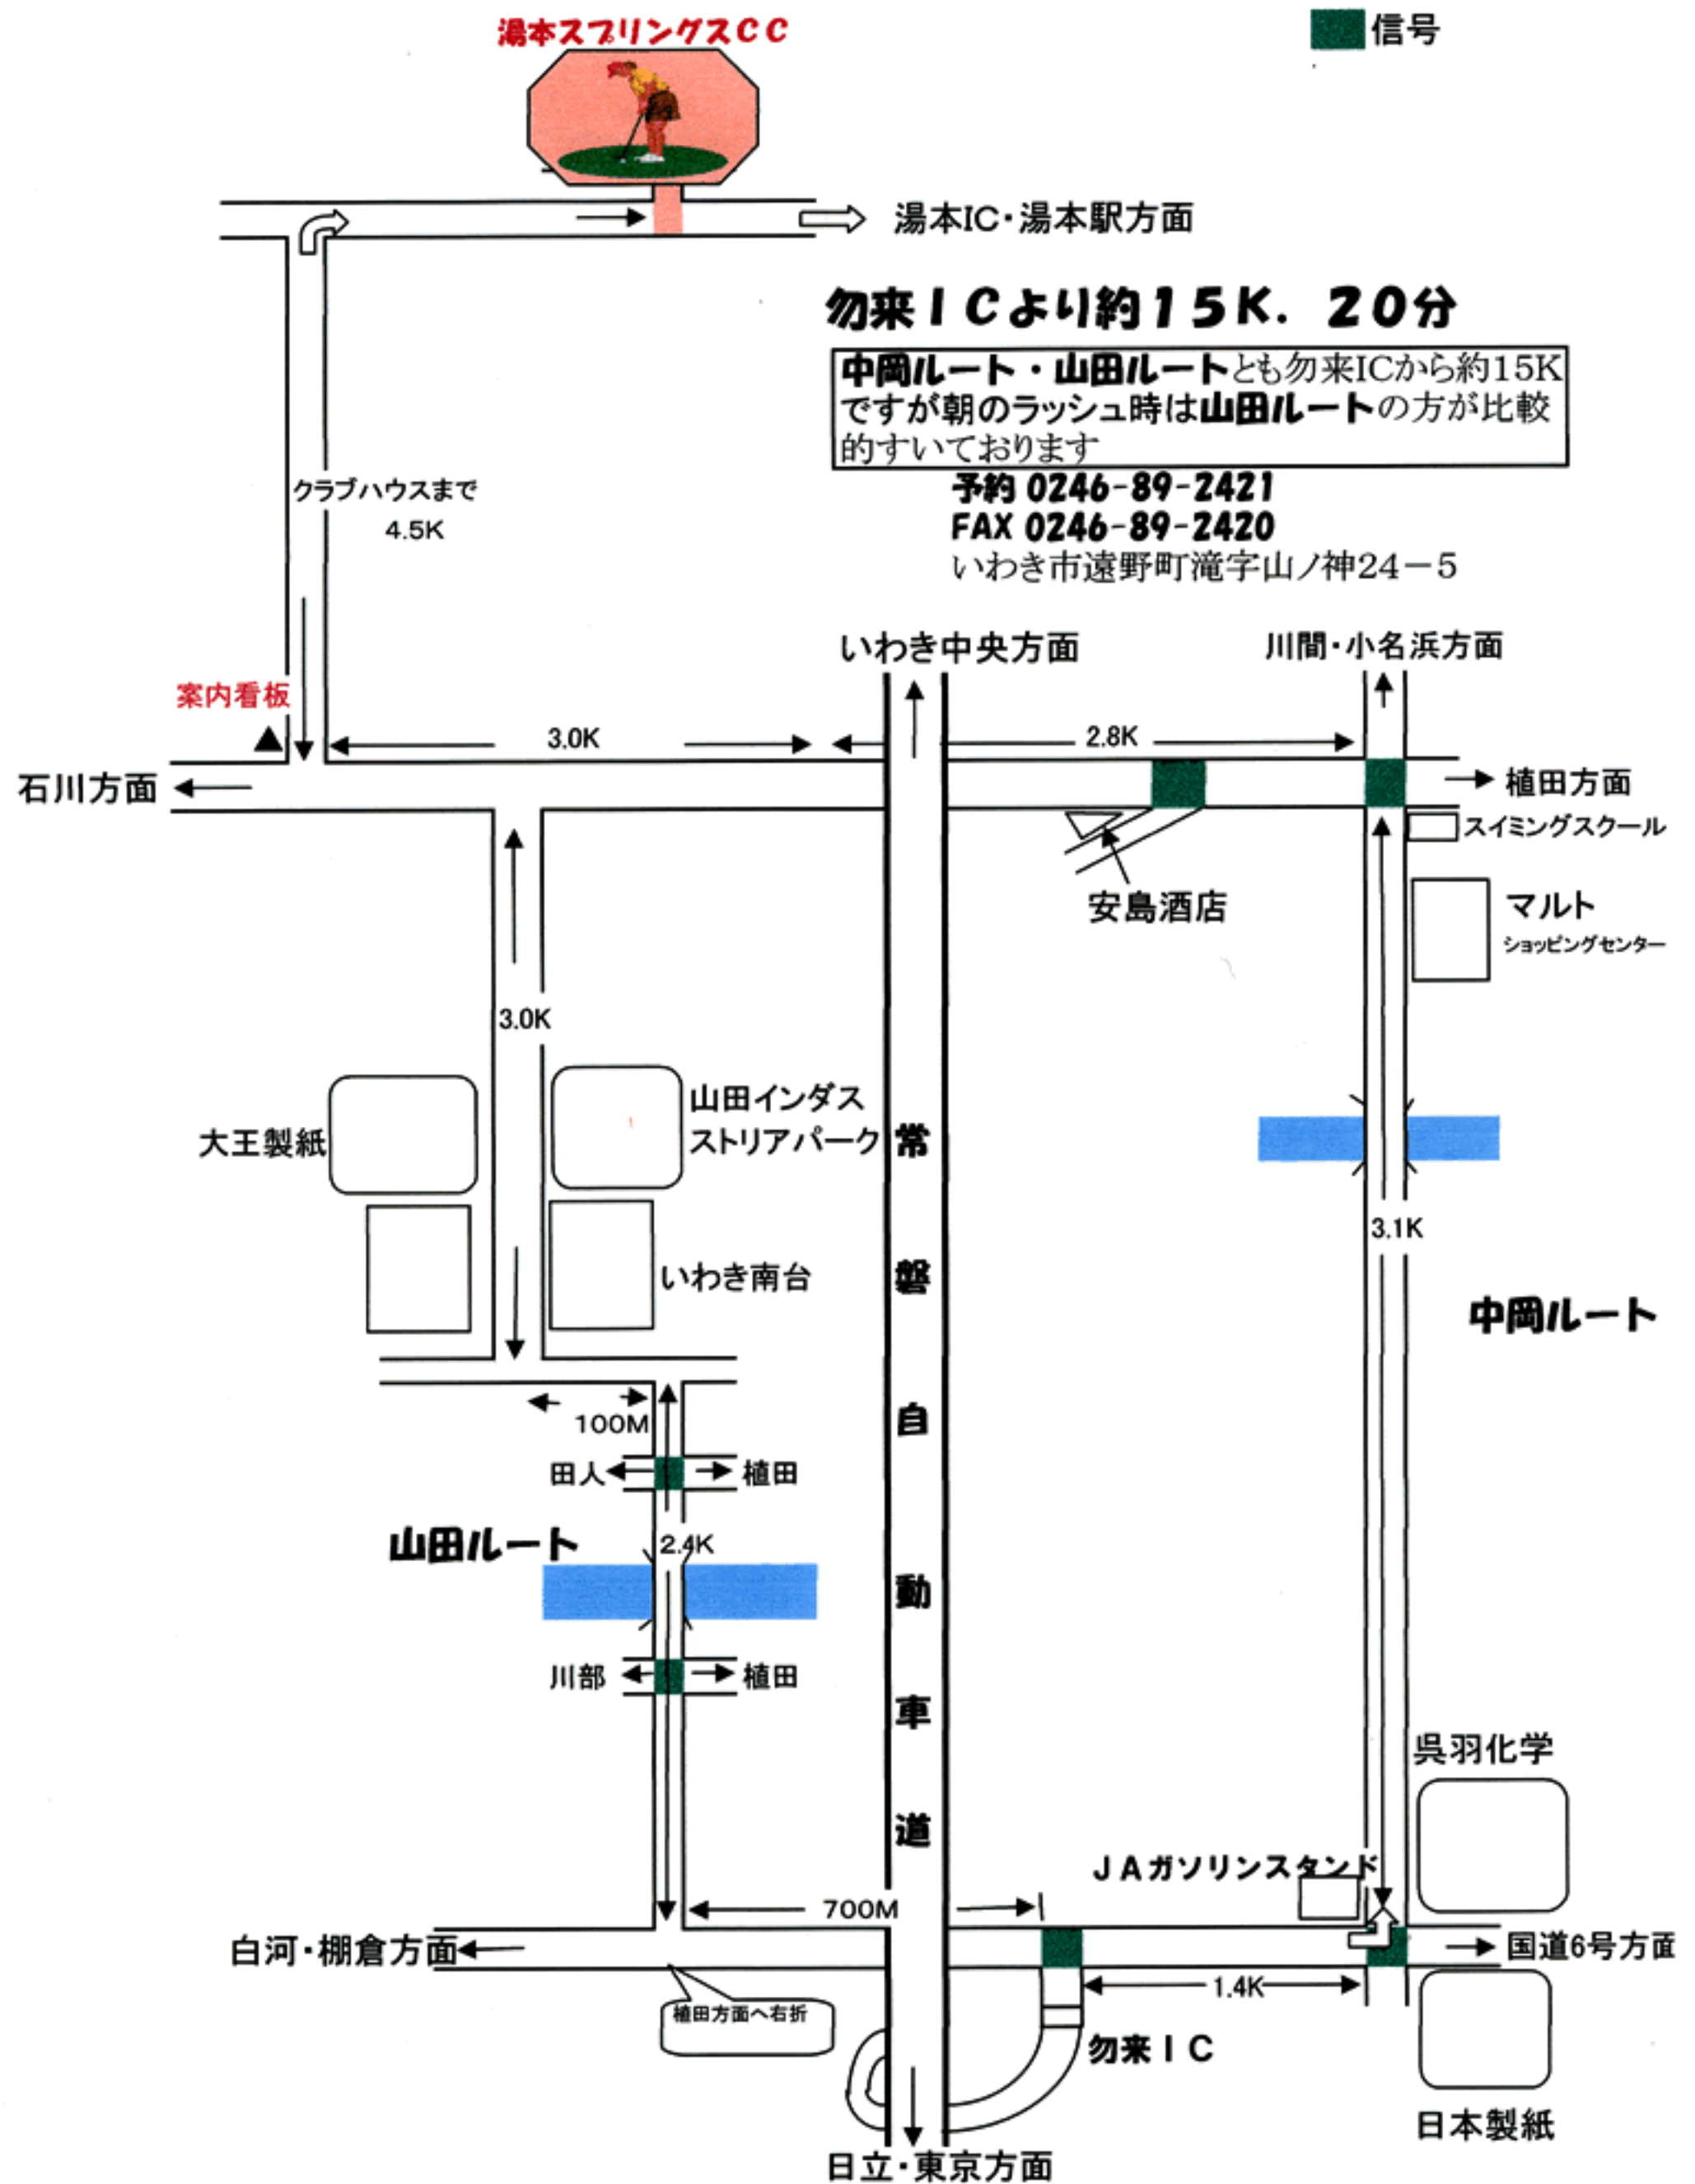 湯本スプリングスCC
信号
湯本IC・湯本駅方面
勿来ICより約15K. 20分
中岡ルート・山田ルートとも勿来ICから約15K
ですが朝のラッシュ時は山田ルートの方が比較
的すいております
予約 0246-89-2421
FAX 0246-89-2420
いわき市遠野町滝字山ノ神24-5
クラブハウスまで
4.5K
いわき中央方面
川間・小名浜方面
案内看板
3.0K
2.8K
石川方面
植田方面
スイミングスクール
安島酒店
マルト
ショッピングセンター
3.0K
大王製紙
山田インダス
ストリアパーク
いわき南台
常磐自動車道
3.1K
中岡ルート
100M
田人
植田
山田ルート
2.4K
川部
植田
呉羽化学
JAガソリンスタンド
700M
白河・棚倉方面
国道6号方面
1.4K
植田方面へ右折
勿来IC
日本製紙
日立・東京方面